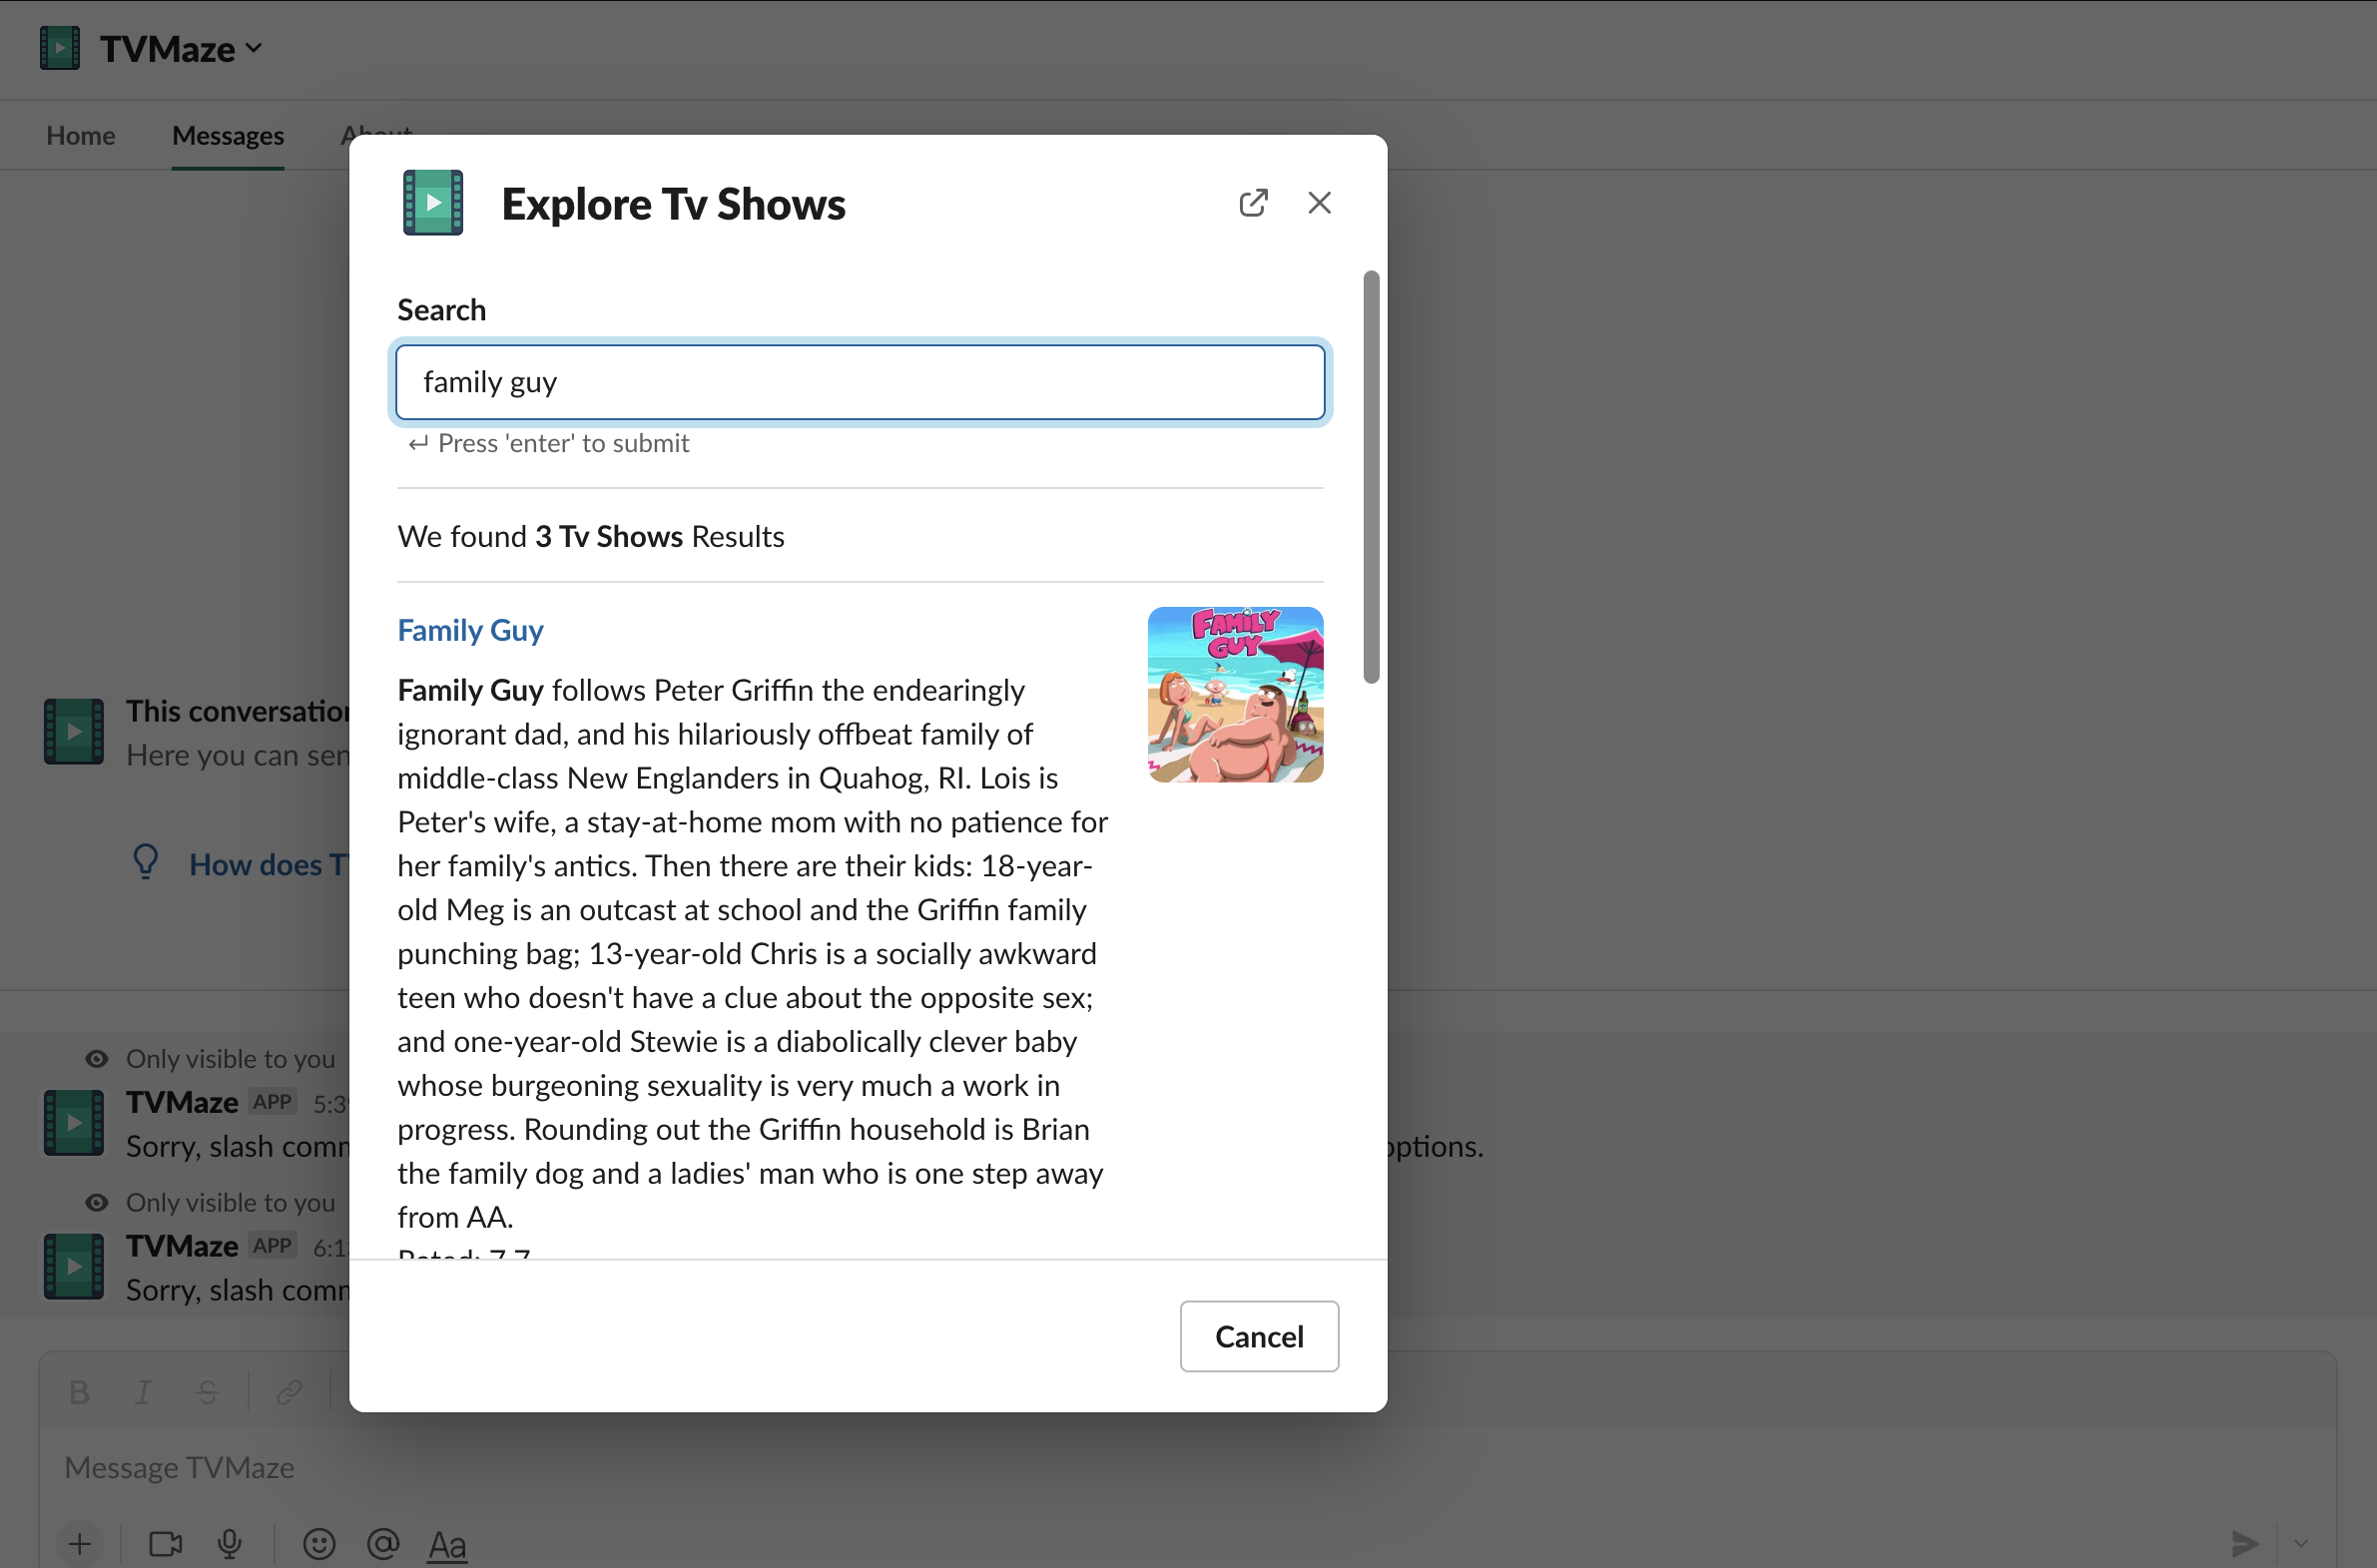 TVMaze
Home Messages About
Explore Tv Shows
Search
family guy
Press 'enter' to submit
We found 3 Tv Shows Results
Family Guy
FAMILY GUY
Family Guy follows Peter Griffin the endearingly
ignorant dad, and his hilariously offbeat family of
middle-class New Englanders in Quahog, RI. Lois is
Peter's wife, a stay-at-home mom with no patience for
her family's antics. Then there are their kids: 18-year-
old Meg is an outcast at school and the Griffin family
punching bag; 13-year-old Chris is a socially awkward
teen who doesn't have a clue about the opposite sex;
and one-year-old Stewie is a diabolically clever baby
whose burgeoning sexuality is very much a work in
progress. Rounding out the Griffin household is Brian
the family dog and a ladies' man who is one step away
from AA.
Rated: 7.7
Cancel
This conversation
Here you can sen
How does T
Only visible to you
TVMaze APP 5:3
Sorry, slash comm
options.
Only visible to you
TVMaze APP 6:1
Sorry, slash comm
B I S
Message TVMaze
Aa